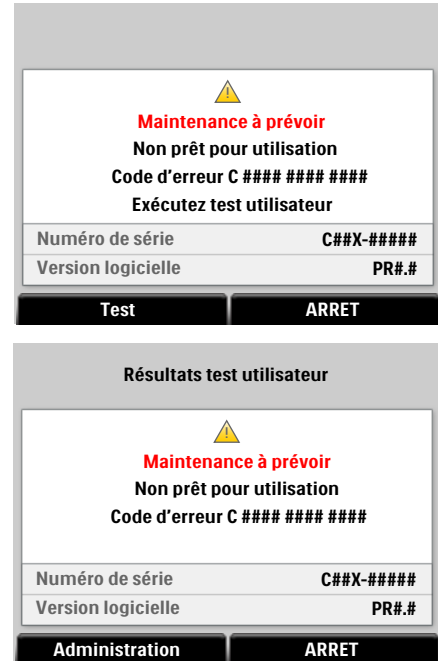 Maintenance à prévoir
Non prêt pour utilisation
Code d'erreur C #### #### ####
Exécutez test utilisateur
Numéro de série C##X-#####
Version logicielle PR#.#
Test ARRET
Résultats test utilisateur
Maintenance à prévoir
Non prêt pour utilisation
Code d'erreur C #### #### ####
Numéro de série C##X-#####
Version logicielle PR#.#
Administration ARRET